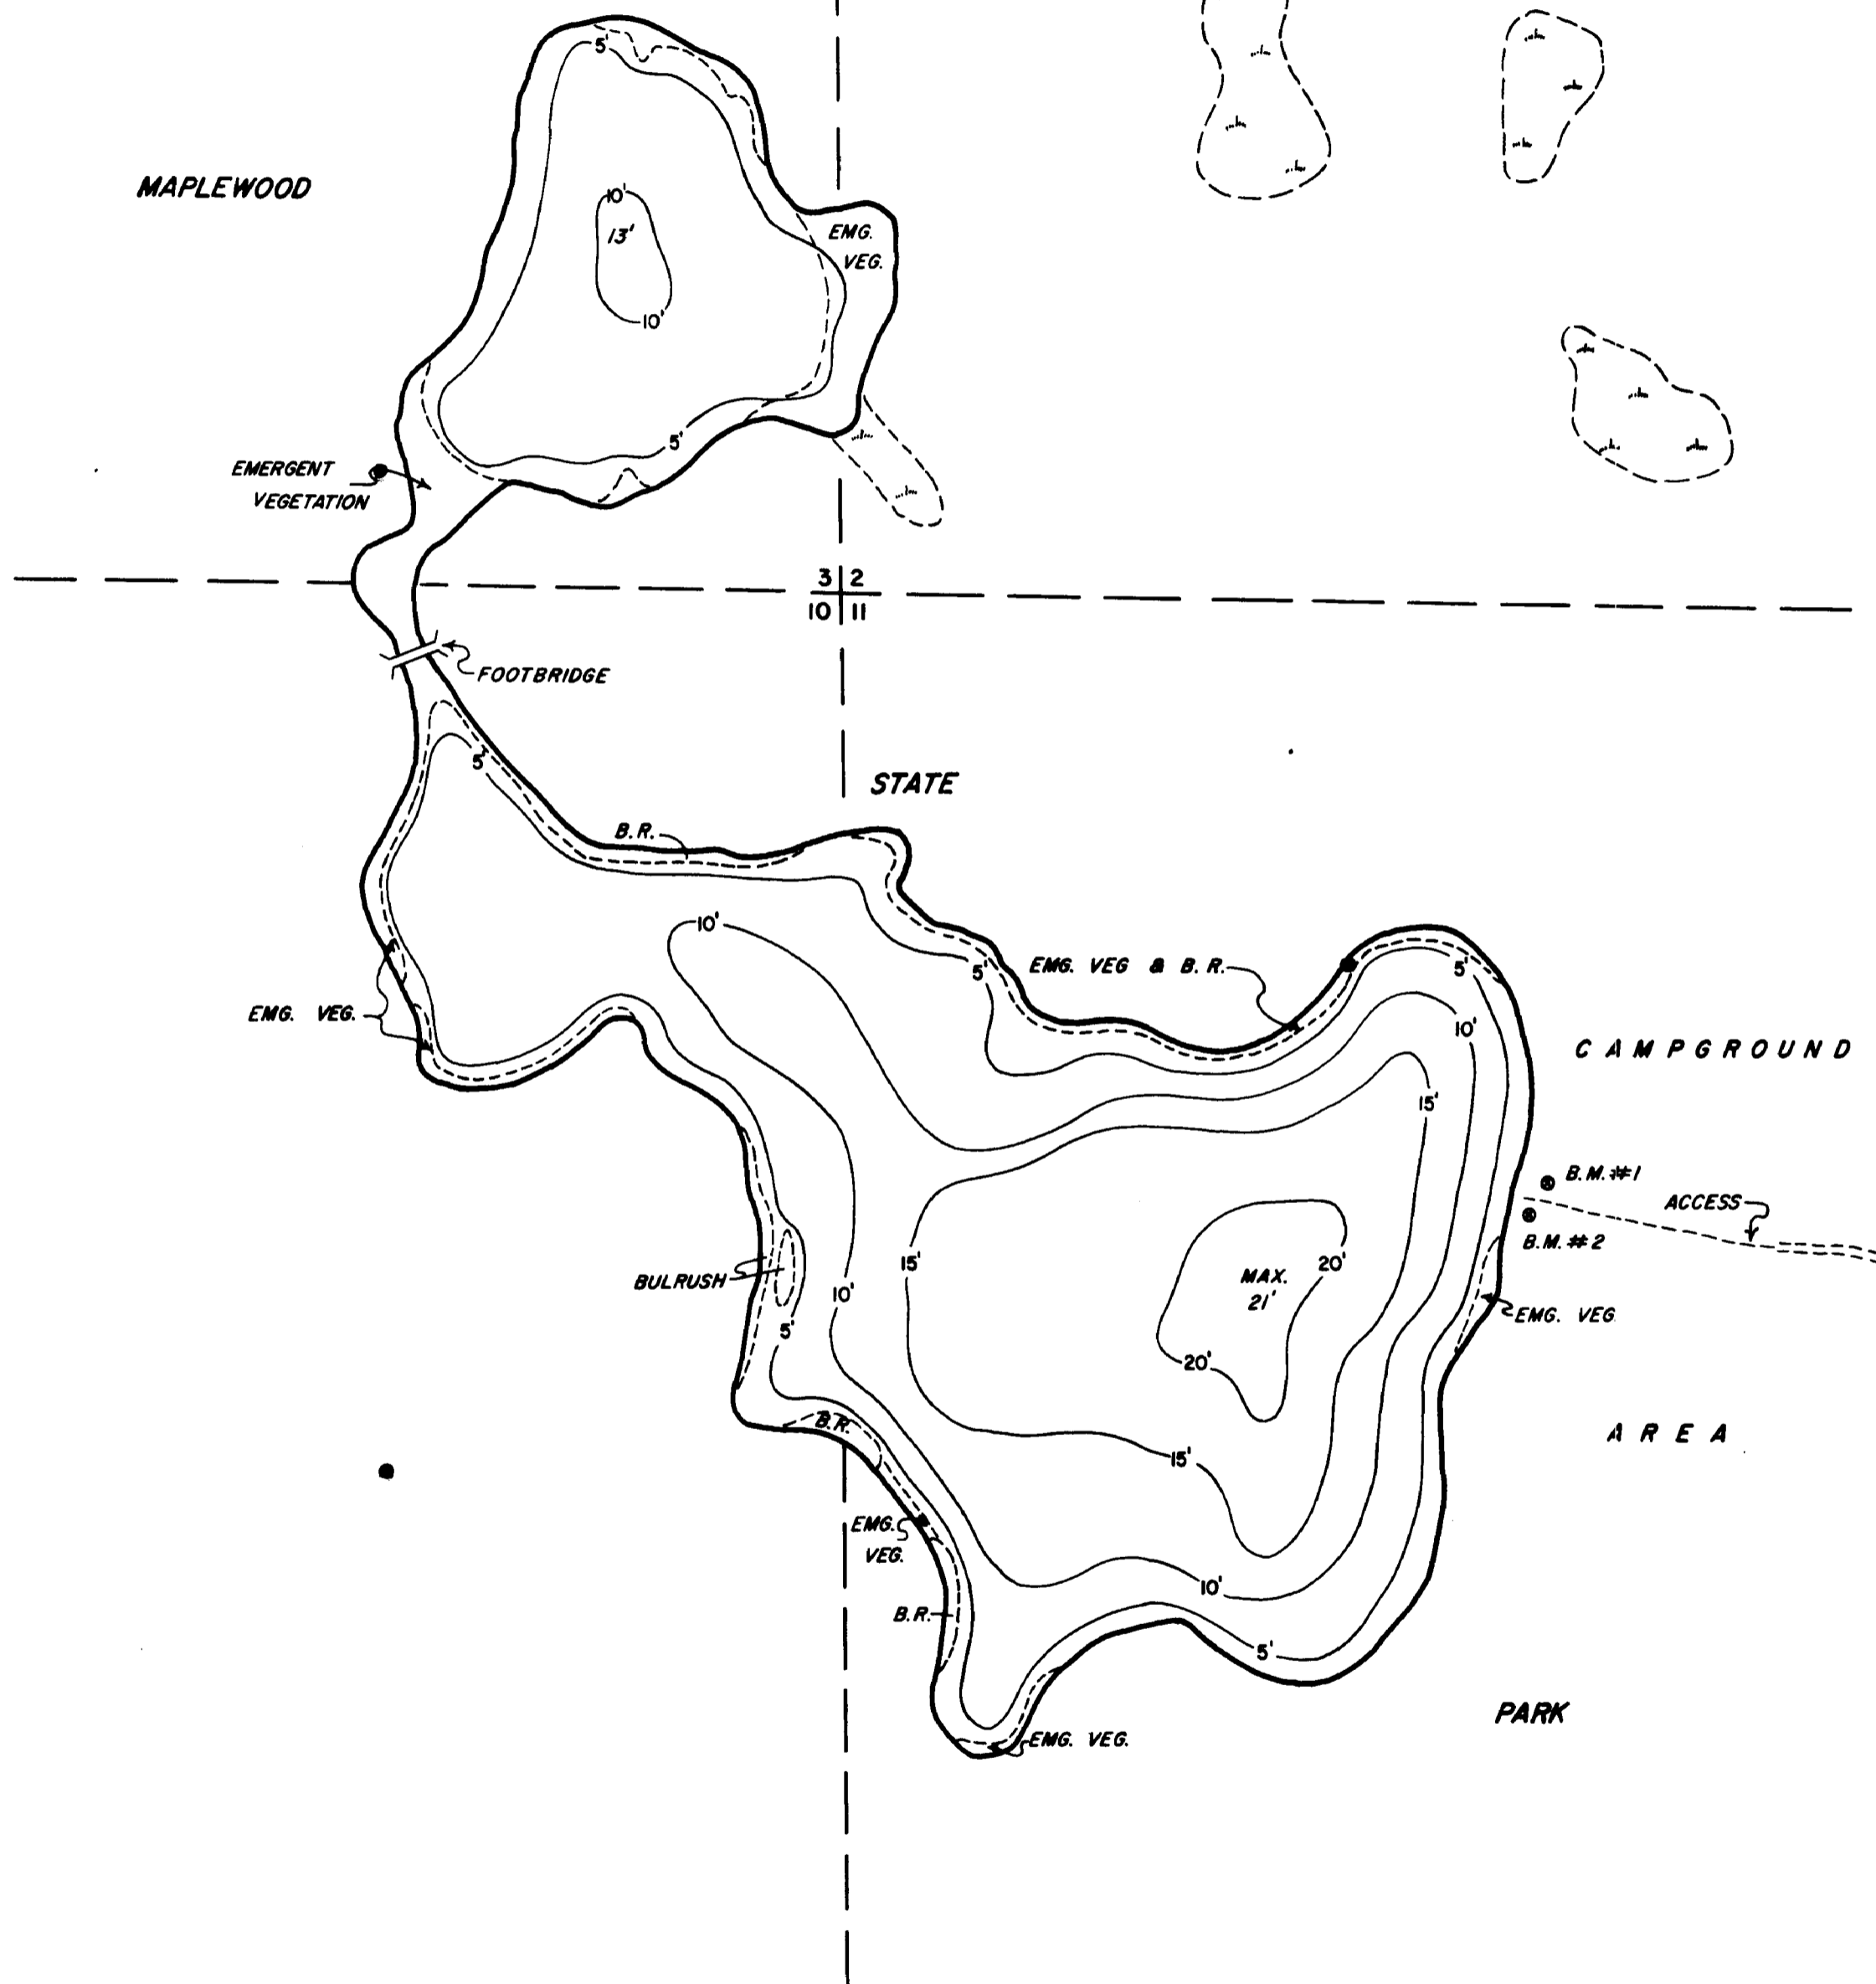 5'
MAPLEWOOD
10'
13'
EMG.
VEG.
10'
5'
EMERGENT
VEGETATION
3 2
10 11
FOOTBRIDGE
5'
STATE
B.R.
10'
5'
EMG. VEG & B.R.
5'
EMG. VEG.
10'
CAMPGROUND
15'
B.M. #1
ACCESS
B.M. #2
15'
20'
BULRUSH
MAX.
21'
10'
EMG. VEG
5'
20'
B.R.
AREA
15'
EMG.
VEG.
10'
B.R.
5'
PARK
EMG. VEG.